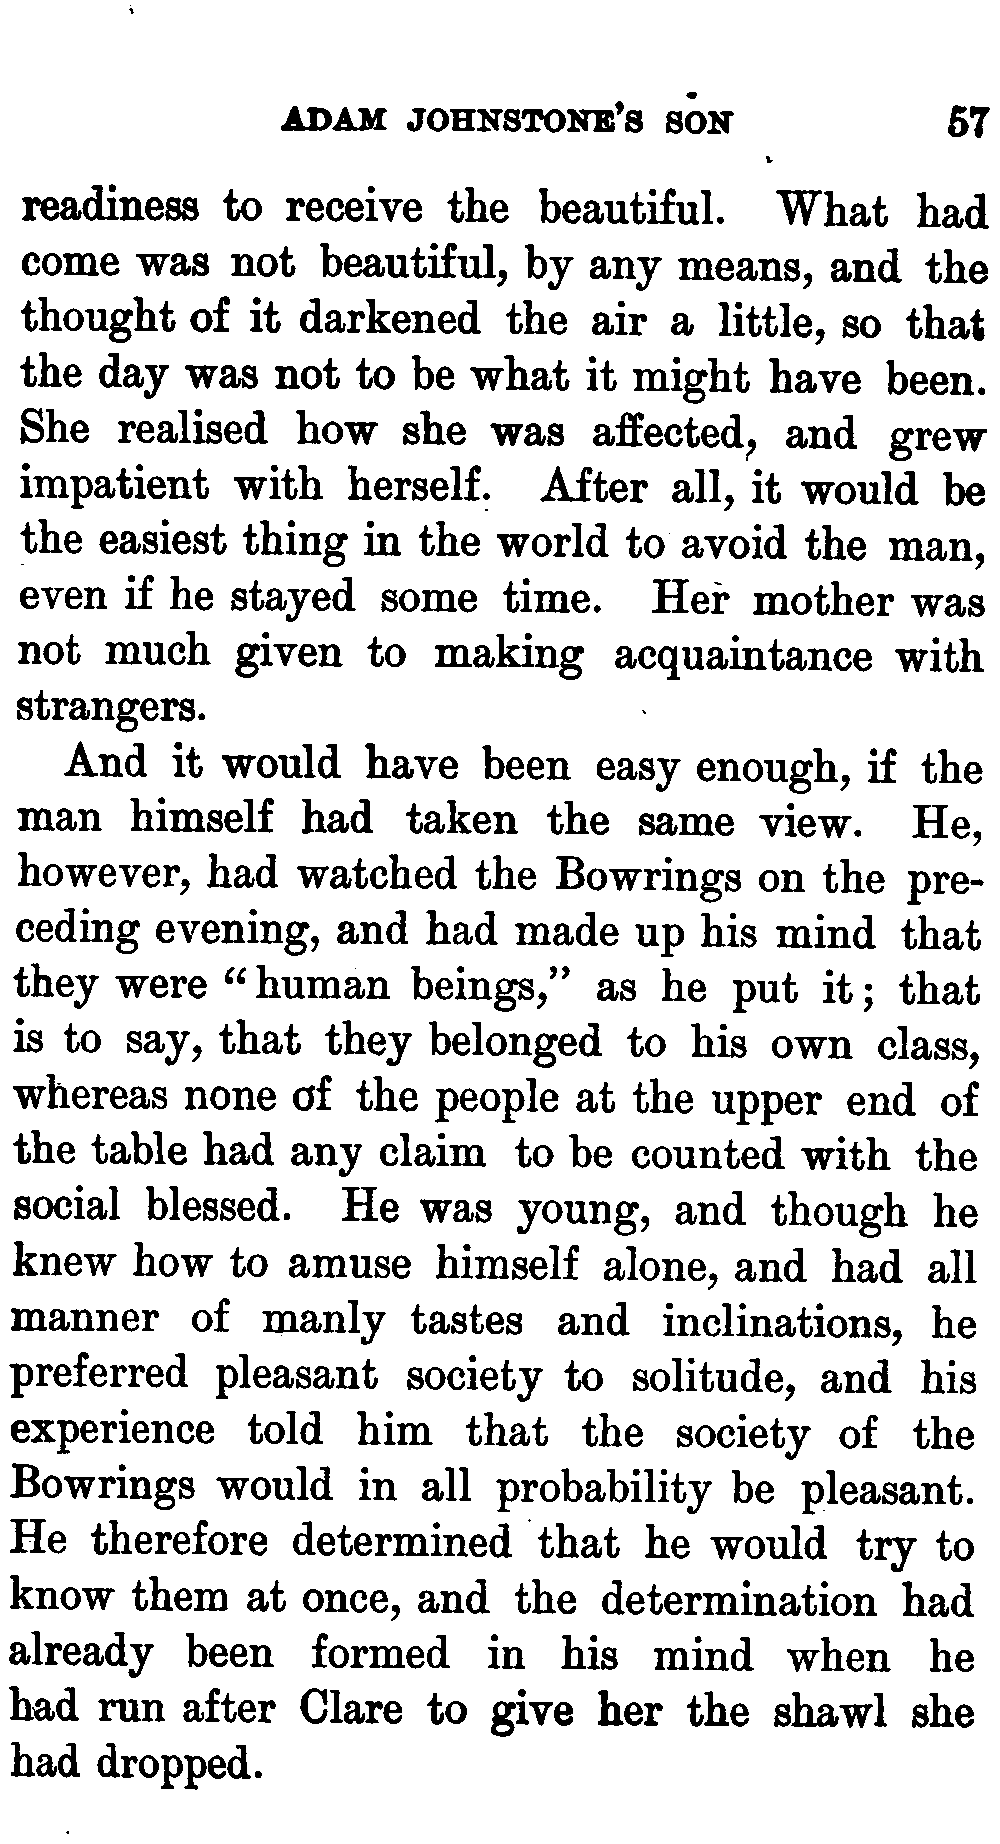 ADAM JOHNSTONE'S SON 57
readiness to receive the beautiful. What had
come was not beautiful, by any means, and the
thought of it darkened the air a little, so that
the day was not to be what it might have been.
She realised how she was affected, and grew
impatient with herself. After all, it would be
the easiest thing in the world to avoid the man,
even if he stayed some time. Her mother was
not much given to making acquaintance with
strangers.
And it would have been easy enough, if the
man himself had taken the same view. He,
however, had watched the Bowrings on the pre-
ceding evening, and had made up his mind that
they were "human beings," as he put it; that
is to say, that they belonged to his own class,
whereas none of the people at the upper end of
the table had any claim to be counted with the
social blessed. He was young, and though he
knew how to amuse himself alone, and had all
manner of manly tastes and inclinations, he
preferred pleasant society to solitude, and his
experience told him that the society of the
Bowrings would in all probability be pleasant.
He therefore determined that he would try to
know them at once, and the determination had
already been formed in his mind when he
had run after Clare to give her the shawl she
had dropped.